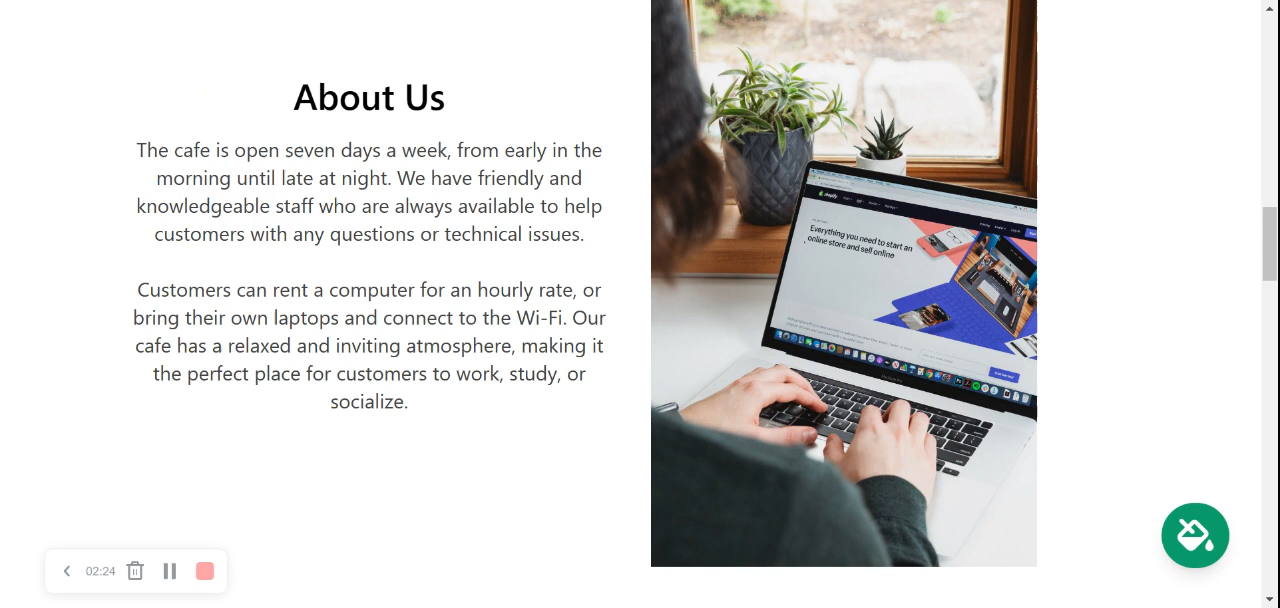 About Us
The cafe is open seven days a week, from early in the
morning until late at night. We have friendly and
knowledgeable staff who are always available to help
customers with any questions or technical issues.
Customers can rent a computer for an hourly rate, or
bring their own laptops and connect to the Wi-Fi. Our
cafe has a relaxed and inviting atmosphere, making it
the perfect place for customers to work, study, or
socialize.
shopify
Everything you need to start an
online store and sell online
02:24